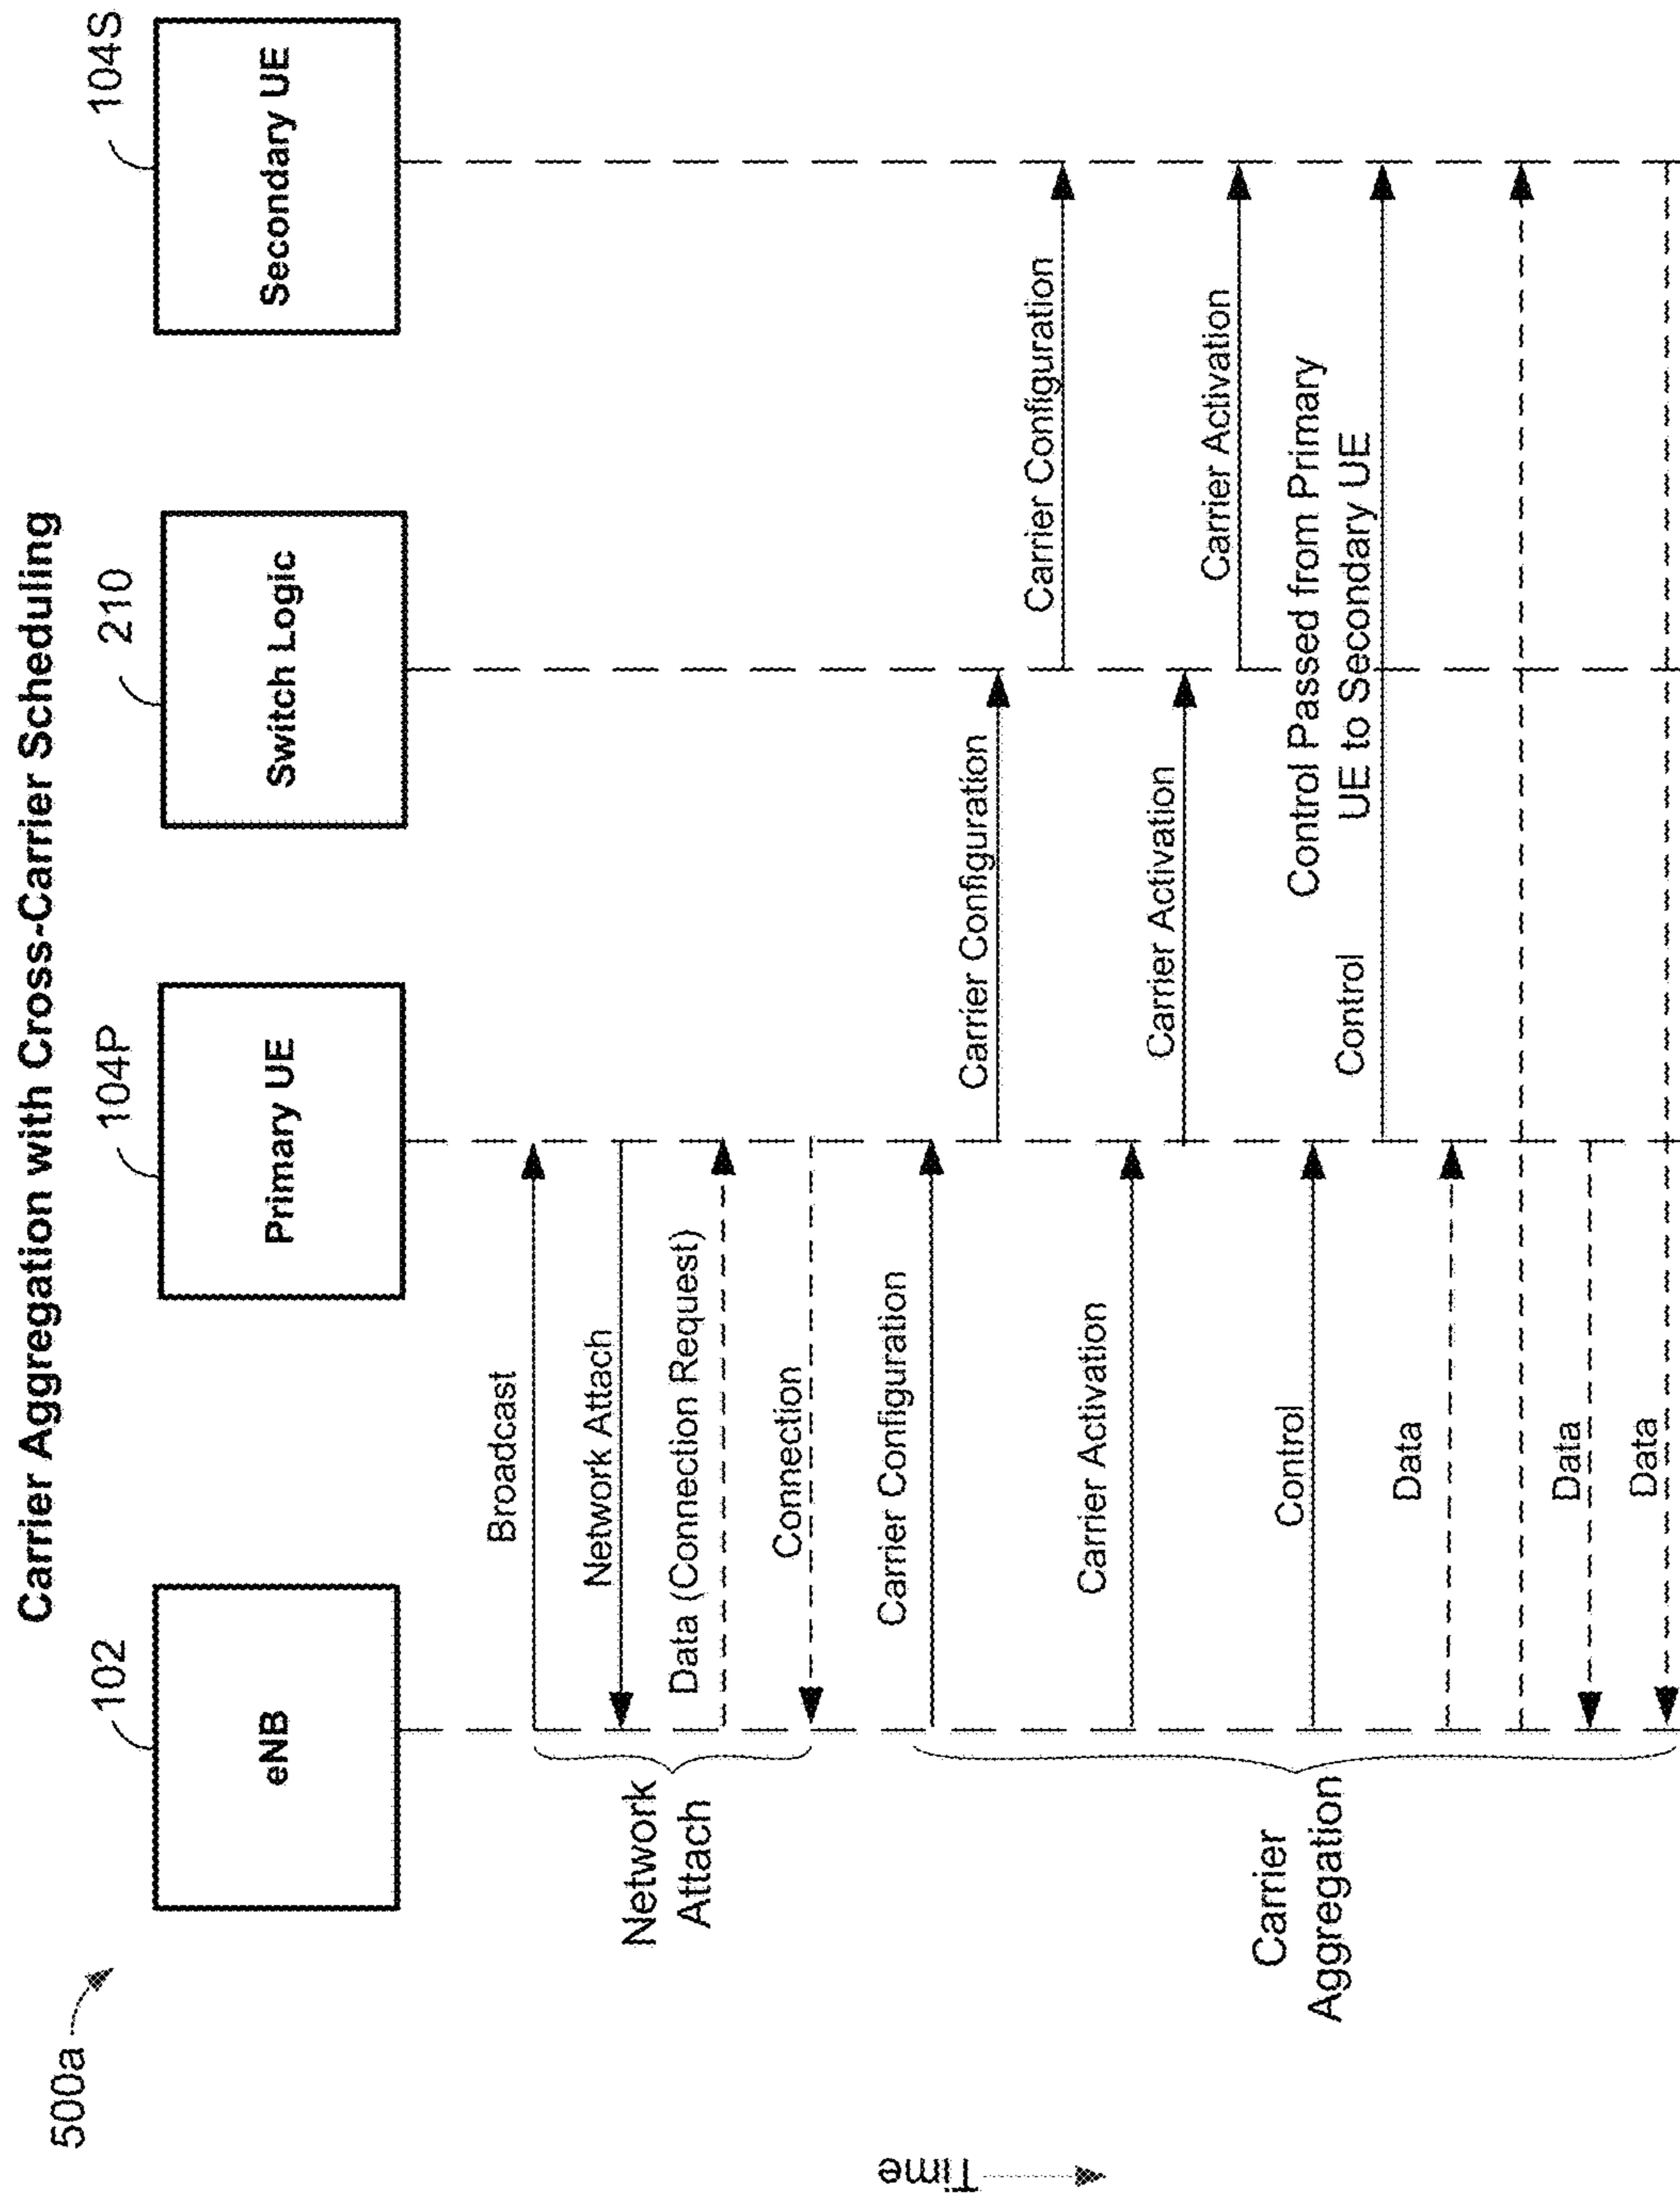 Carrier Aggregation with Cross-Carrier Scheduling
500a
102
104P
210
104S
eNB
Primary UE
Switch Logic
Secondary UE
Broadcast
Network Attach
Data (Connection Request)
Connection
Network
Attach
Carrier Configuration
Carrier Configuration
Carrier Configuration
Carrier Activation
Carrier Activation
Carrier Activation
Control
Control Passed from Primary
UE to Secondary UE
Control
Data
Data
Data
Carrier
Aggregation
Time